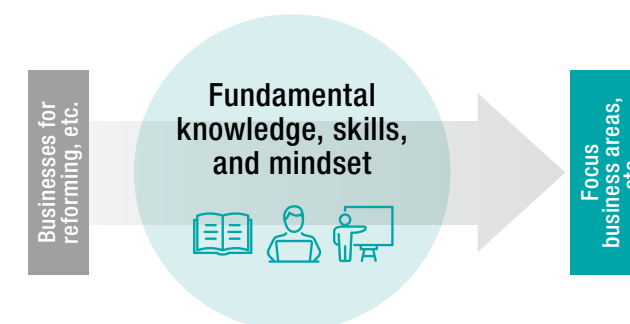 Businesses for
reforming, etc.
Fundamental
knowledge, skills,
and mindset
Focus
business areas,